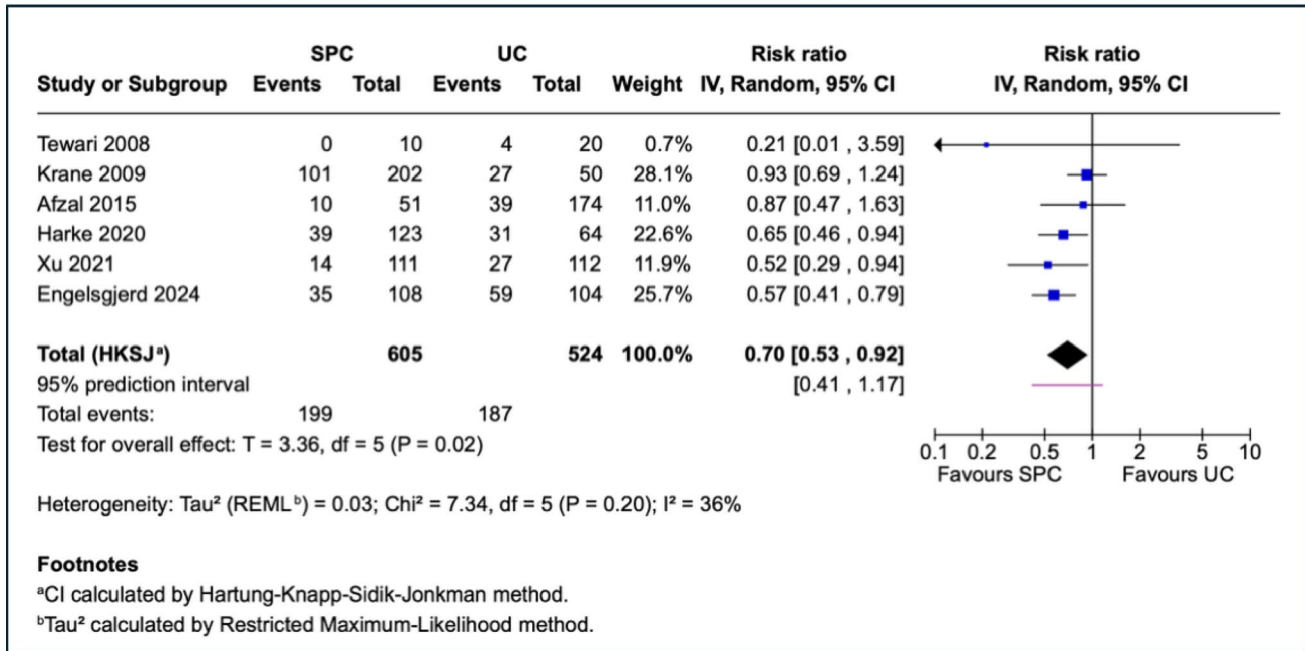 SPC UC Risk ratio Risk ratio
Study or Subgroup Events Total Events Total Weight IV, Random, 95% CI IV, Random, 95% CI
Tewari 2008 0 10 4 20 0.7% 0.21 [0.01 , 3.59]
Krane 2009 101 202 27 50 28.1% 0.93 [0.69 , 1.24]
Afzal 2015 10 51 39 174 11.0% 0.87 [0.47 , 1.63]
Harke 2020 39 123 31 64 22.6% 0.65 [0.46 , 0.94]
Xu 2021 14 111 27 112 11.9% 0.52 [0.29 , 0.94]
Engelsgjerd 2024 35 108 59 104 25.7% 0.57 [0.41 , 0.79]
Total (HKSJᵃ) 605 524 100.0% 0.70 [0.53 , 0.92]
95% prediction interval [0.41 , 1.17]
Total events: 199 187
Test for overall effect: T = 3.36, df = 5 (P = 0.02)
0.1 0.2 0.5 1 2 5 10
Favours SPC Favours UC
Heterogeneity: Tau² (REMLᵇ) = 0.03; Chi² = 7.34, df = 5 (P = 0.20); I² = 36%
Footnotes
ᵃCI calculated by Hartung-Knapp-Sidik-Jonkman method.
ᵇTau² calculated by Restricted Maximum-Likelihood method.